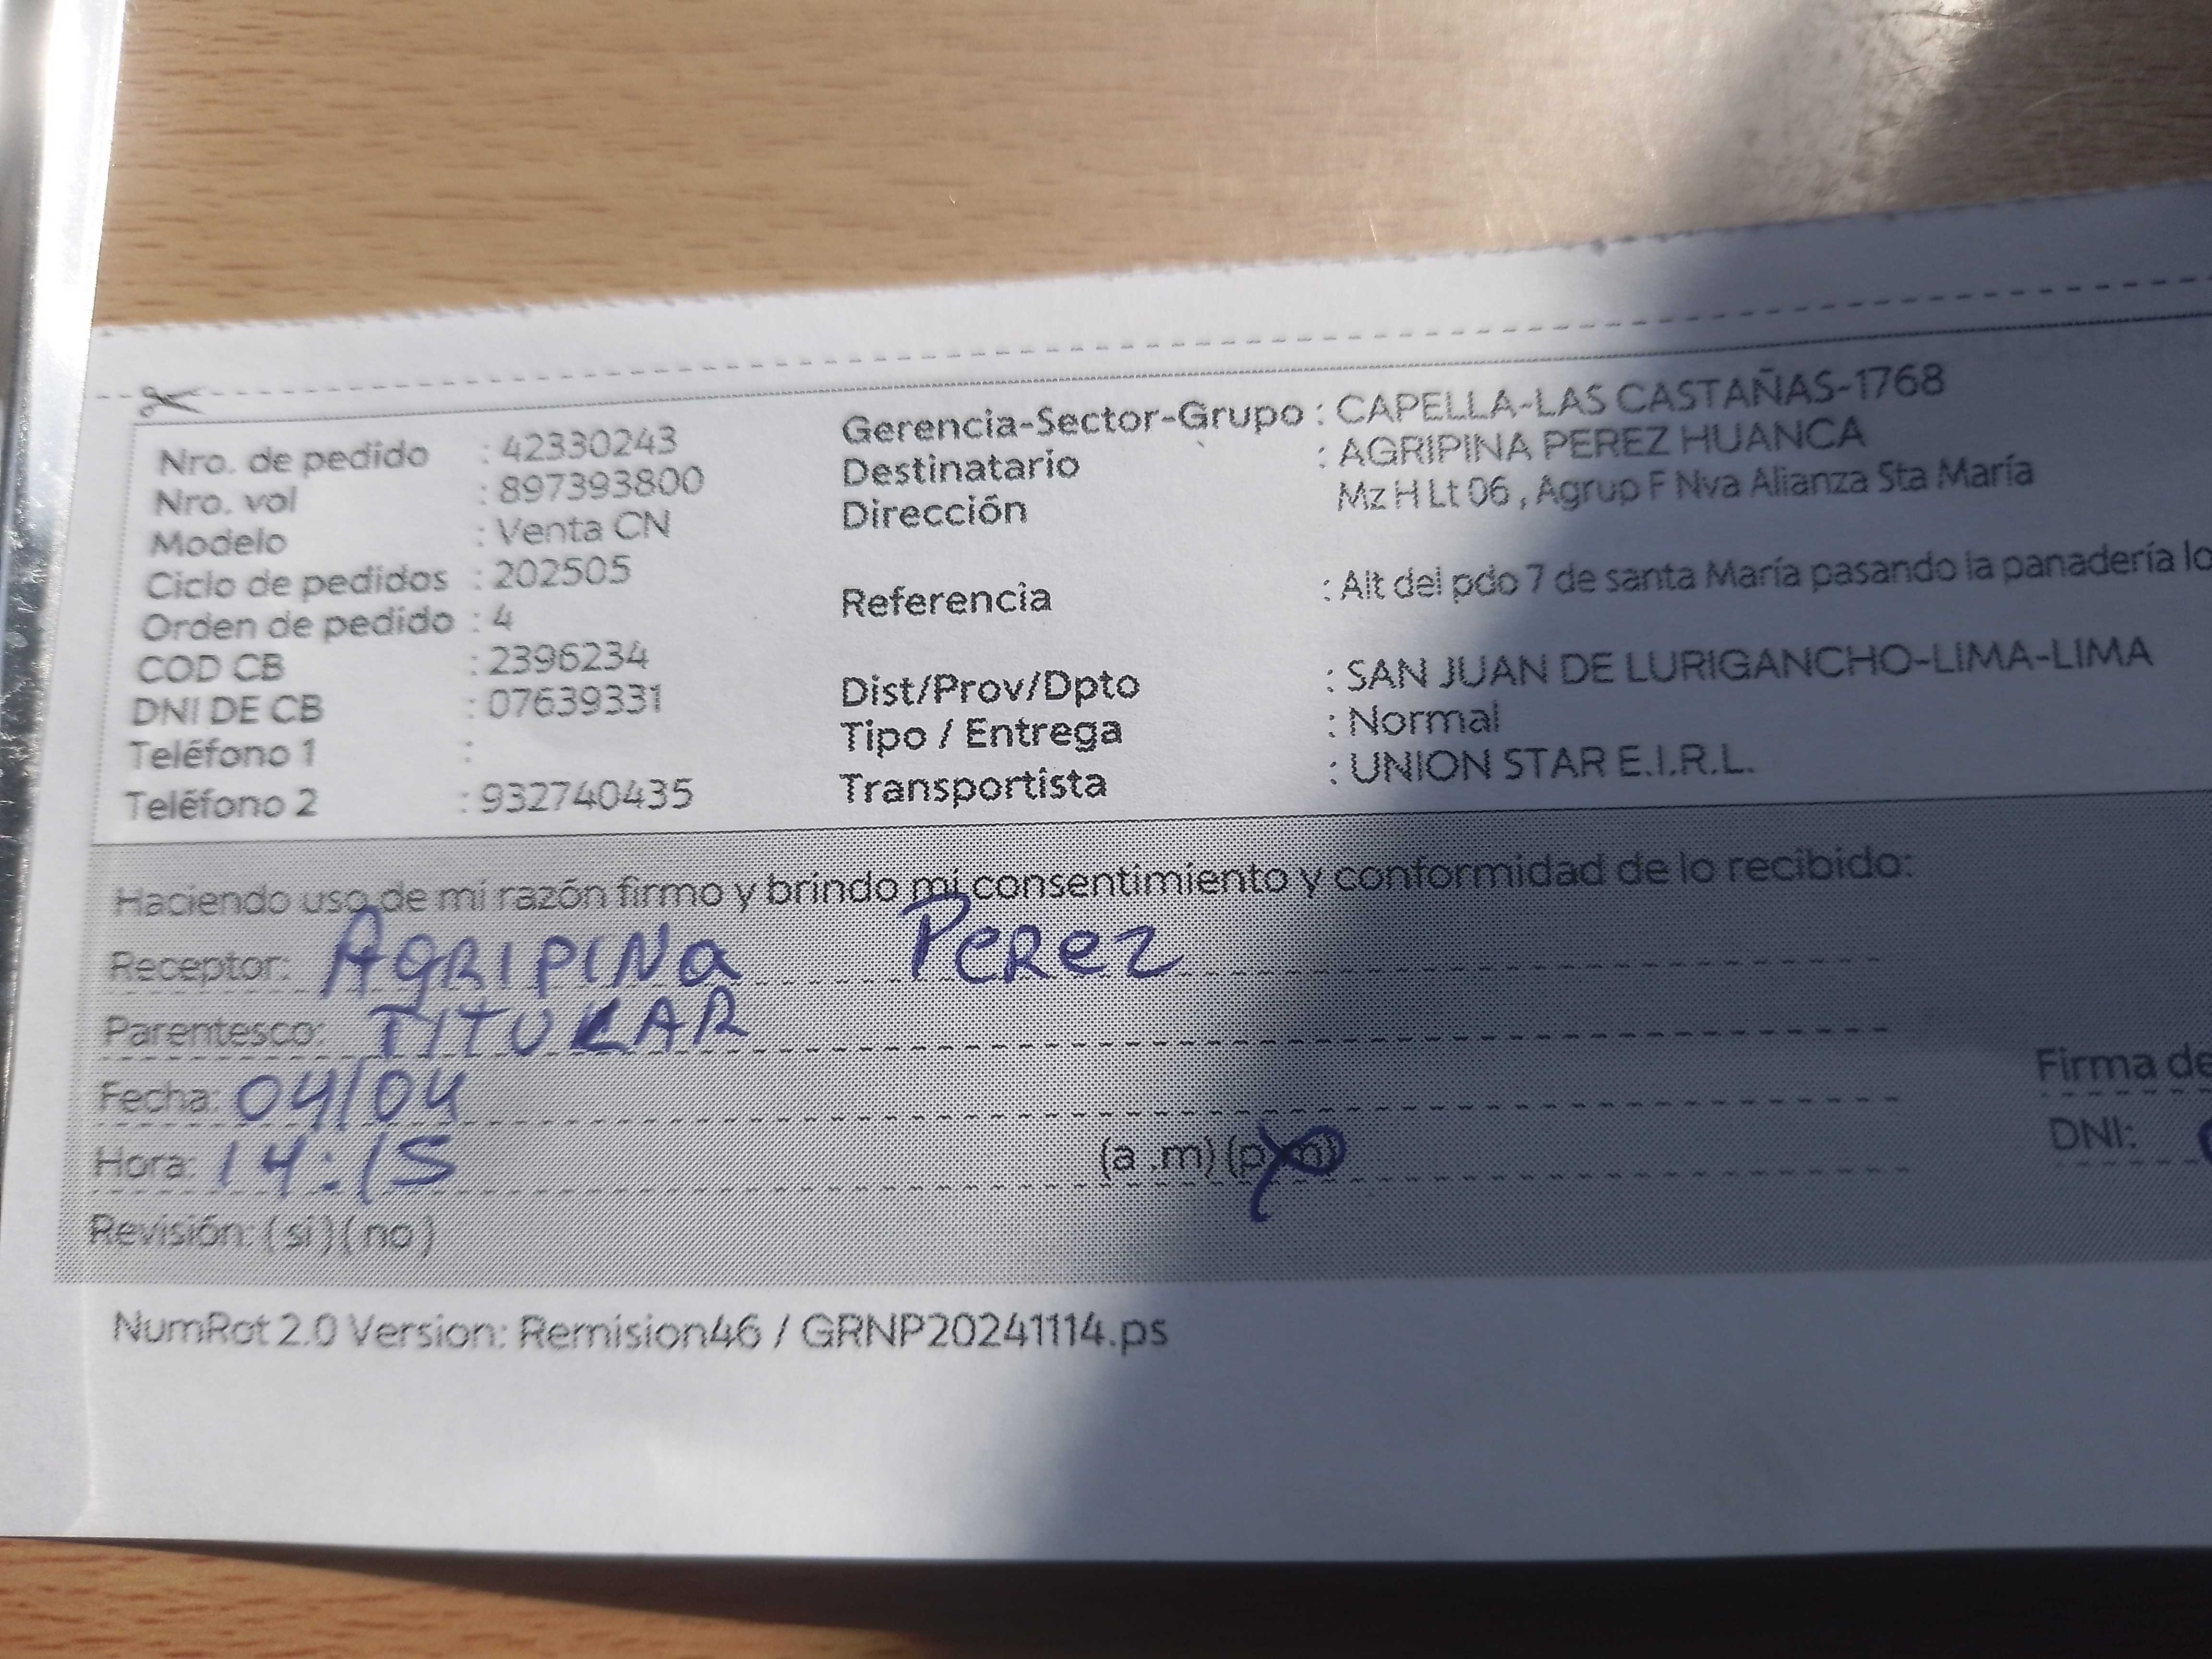 Nro. de pedido : 42330243
Nro. vol : 897393800
Modelo : Venta CN
Ciclo de pedidos : 202505
Orden de pedido : 4
COD CB : 2396234
DNI DE CB : 07639331
Teléfono 1 :
Teléfono 2 : 932740435
Gerencia-Sector-Grupo : CAPELLA-LAS CASTAÑAS-1768
Destinatario : AGRIPINA PEREZ HUANCA
Dirección Mz H Lt 06 , Agrup F Nva Alianza Sta María
Referencia : Alt del pdo 7 de santa María pasando la panadería lo
Dist/Prov/Dpto : SAN JUAN DE LURIGANCHO-LIMA-LIMA
Tipo / Entrega : Normal
Transportista : UNION STAR E.I.R.L.
Haciendo uso de mi razón firmo y brindo mi consentimiento y conformidad de lo recibido:
Receptor: AGRIPINa PeRez
Parentesco: TITULAR
Fecha: 04/04
Hora: 14:15 (a .m) (p.m)
Revisión: ( si ) ( no )
Firma de
DNI:
NumRot 2.0 Version: Remision46 / GRNP20241114.ps